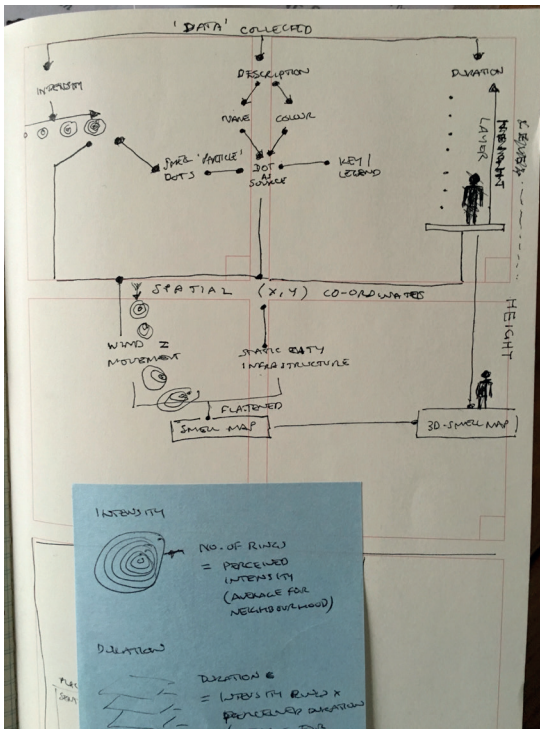 'DATA' COLLECTED
INTENSITY
DESCRIPTION
DURATION
NAME
COLOUR
SMELL 'PARTICLE'
DOTS
DOT
AS
SOURCE
KEY/
LEGEND
LAYER
HEIGHT
SPATIAL (X, Y) CO-ORDINATES
HEIGHT
WIND =
MOVEMENT
STATIC CITY
INFRASTRUCTURE
FLATTENED
SMELL MAP
3D-SMELL MAP
INTENSITY
NO. OF RINGS
= PERCEIVED
INTENSITY
(AVERAGE FOR
NEIGHBOURHOOD)
DURATION
DURATION
= INTENSITY RINGS X
PERCEIVED DURATION